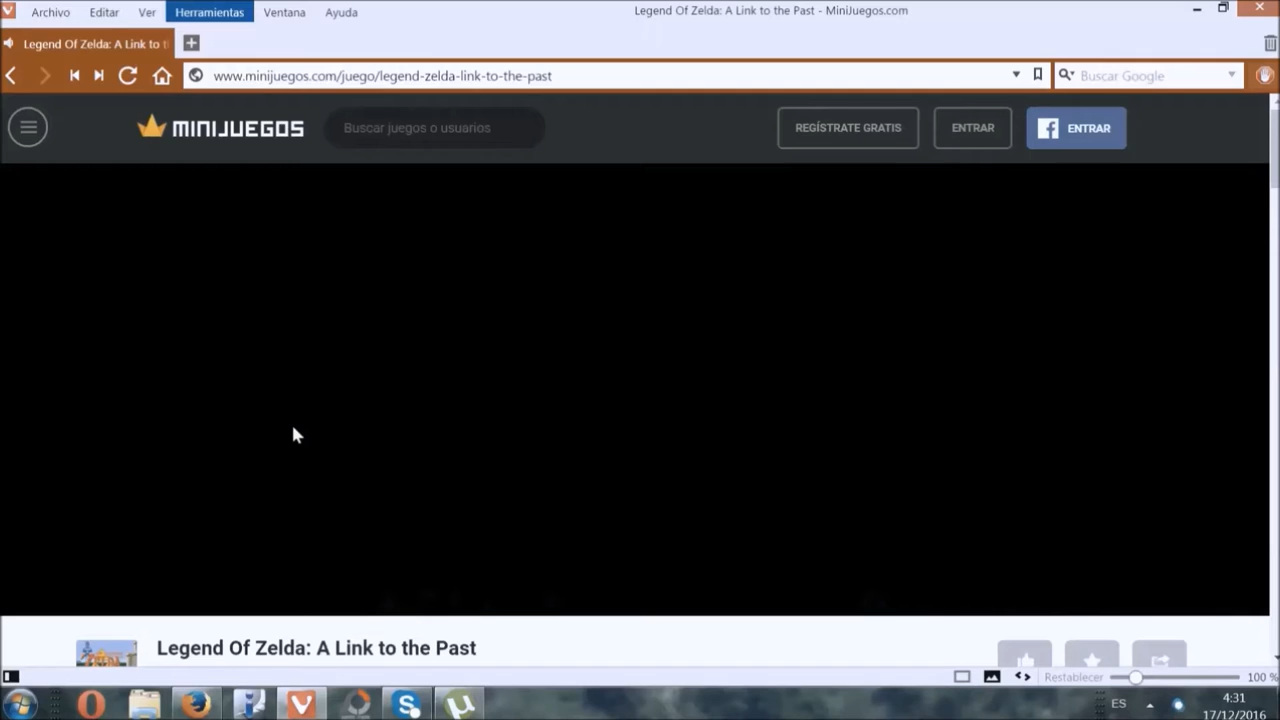 Archivo Editar Ver Herramientas Ventana Ayuda
Legend Of Zelda: A Link to the Past - MiniJuegos.com
Legend Of Zelda: A Link to t
www.minijuegos.com/juego/legend-zelda-link-to-the-past
Buscar Google
MINIJUEGOS
Buscar juegos o usuarios
REGÍSTRATE GRATIS
ENTRAR
ENTRAR
Legend Of Zelda: A Link to the Past
Restablecer
100 %
ES
4:31
17/12/2016